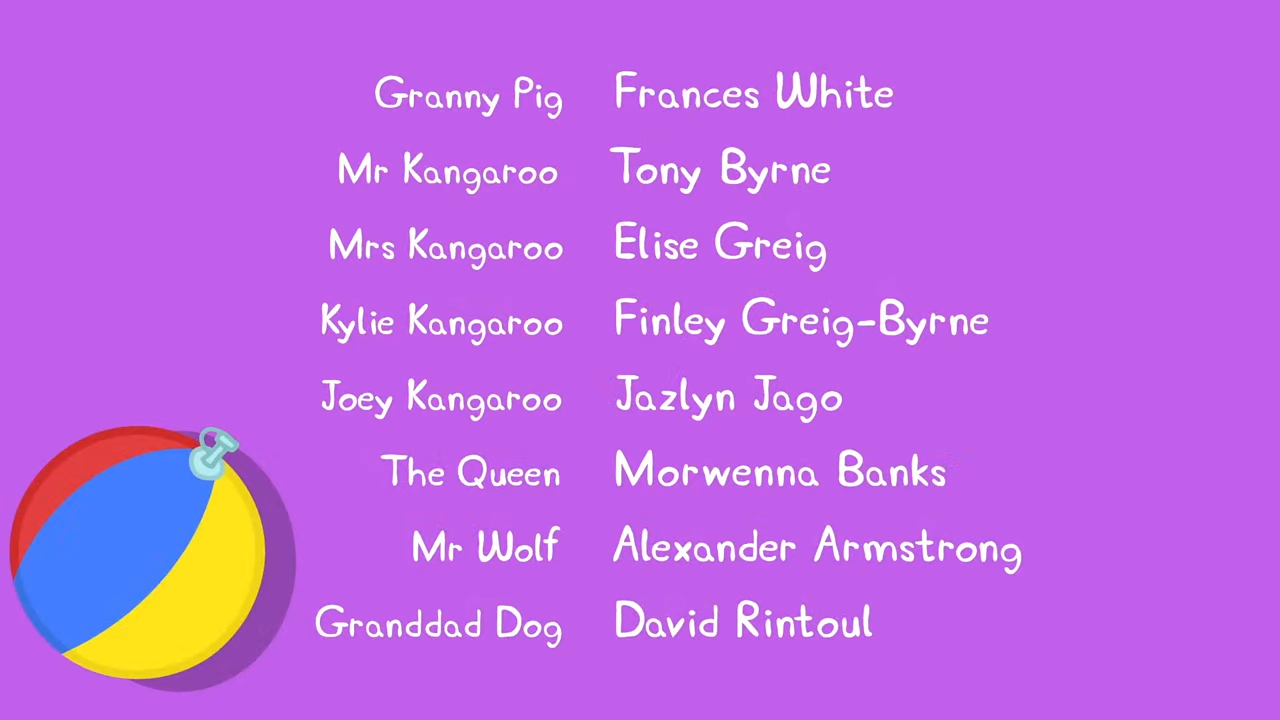 Granny Pig Frances White
Mr Kangaroo Tony Byrne
Mrs Kangaroo Elise Greig
Kylie Kangaroo Finley Greig-Byrne
Joey Kangaroo Jazlyn Jago
The Queen Morwenna Banks
Mr Wolf Alexander Armstrong
Granddad Dog David Rintoul